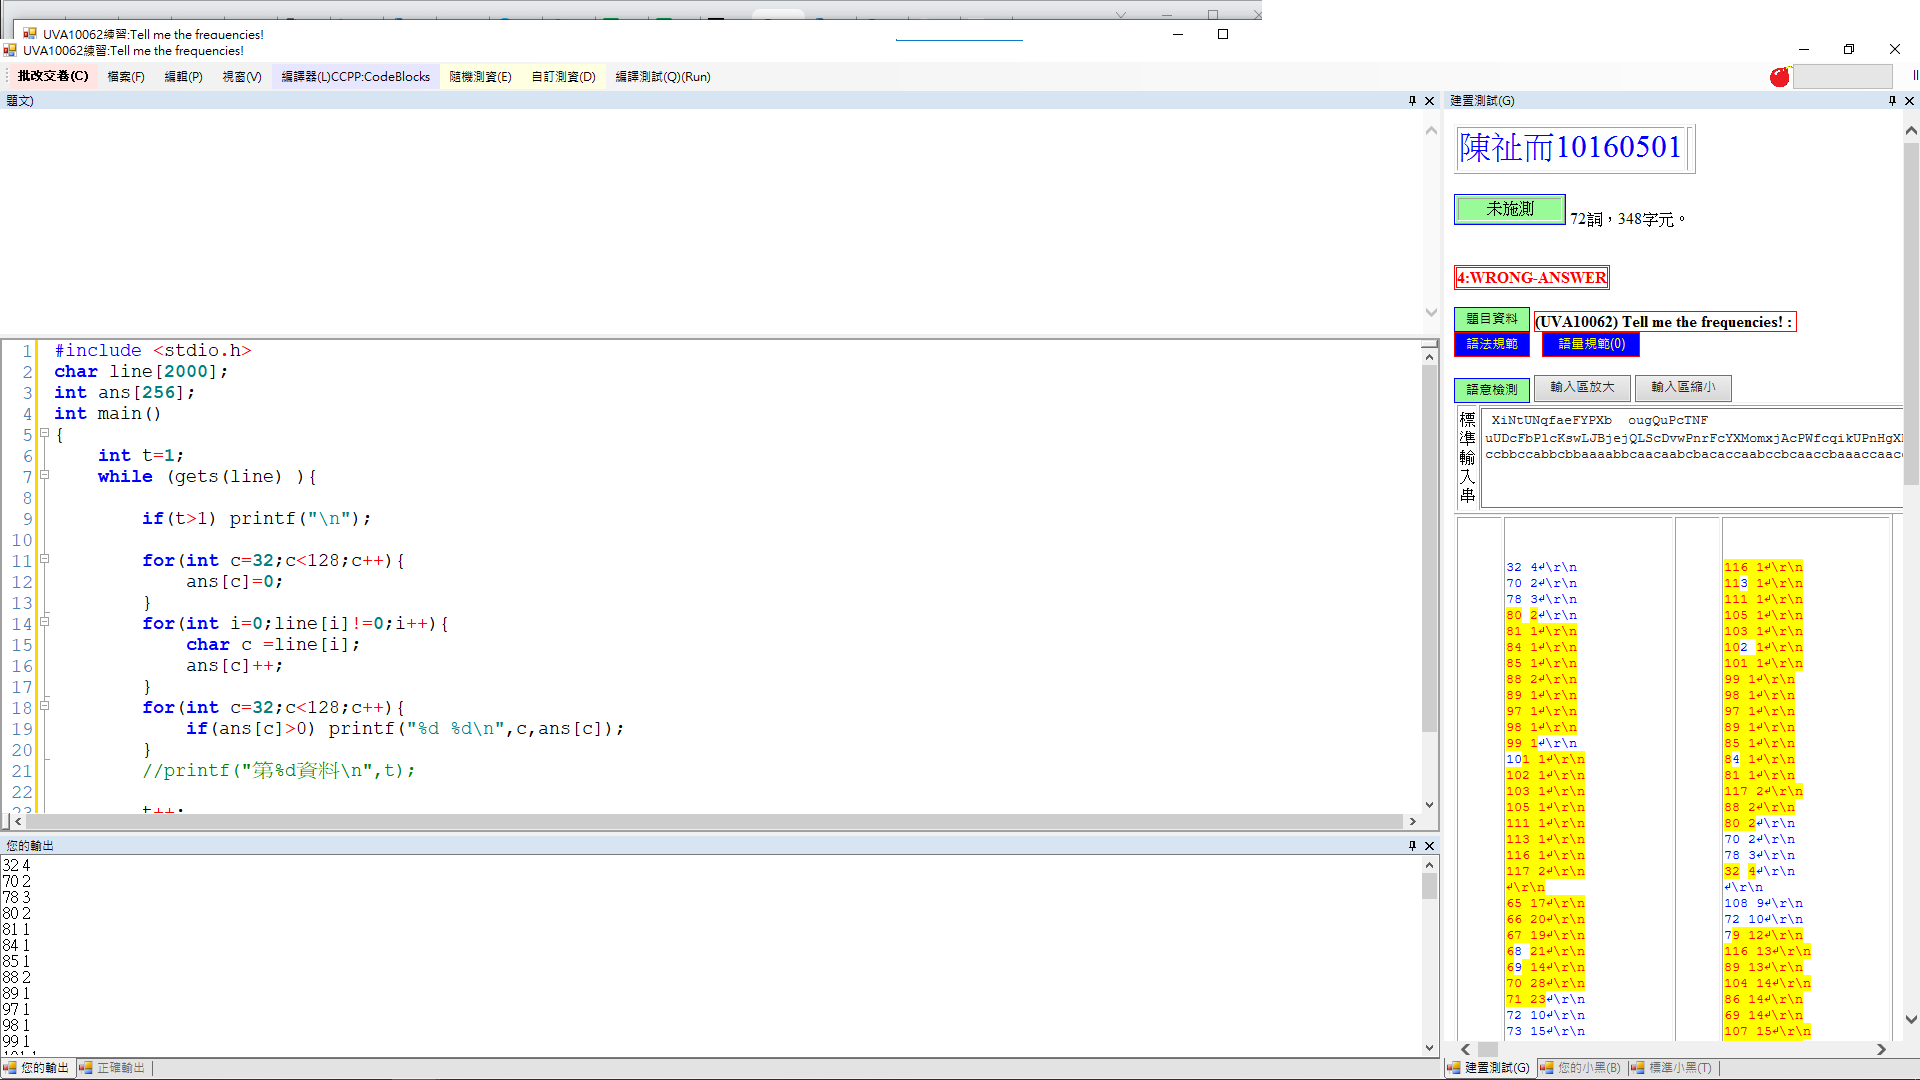 UVA10062練習:Tell me the frequencies!
UVA10062練習:Tell me the frequencies!
批改交卷(C) 檔案(F) 編輯(P) 視窗(V) 編譯器(L)CCPP:CodeBlocks 隨機測資(E) 自訂測資(D) 編譯測試(Q)(Run)
題文)
1 #include <stdio.h>
2 char line[2000];
3 int ans[256];
4 int main()
5 {
6 int t=1;
7 while (gets(line) ){
8
9 if(t>1) printf("\n");
10
11 for(int c=32;c<128;c++){
12 ans[c]=0;
13 }
14 for(int i=0;line[i]!=0;i++){
15 char c =line[i];
16 ans[c]++;
17 }
18 for(int c=32;c<128;c++){
19 if(ans[c]>0) printf("%d %d\n",c,ans[c]);
20 }
21 //printf("第%d資料\n",t);
22
23 t++;
您的輸出
32 4
70 2
78 3
80 2
81 1
84 1
85 1
88 2
89 1
97 1
98 1
99 1
101 1
您的輸出 正確輸出
建置測試(G)
陳祉而10160501
未施測 72詞，348字元。
4:WRONG-ANSWER
題目資料 (UVA10062) Tell me the frequencies! :
語法規範 語量規範(0)
語意檢測 輸入區放大 輸入區縮小
標準輸入串
XiNtUNqfaeFYPXb ougQuPcTNF
32 4↲\r\n
70 2↲\r\n
78 3↲\r\n
80 2↲\r\n
81 1↲\r\n
84 1↲\r\n
85 1↲\r\n
88 2↲\r\n
89 1↲\r\n
97 1↲\r\n
98 1↲\r\n
99 1↲\r\n
101 1↲\r\n
102 1↲\r\n
103 1↲\r\n
105 1↲\r\n
111 1↲\r\n
113 1↲\r\n
116 1↲\r\n
117 2↲\r\n
↲\r\n
65 17↲\r\n
66 20↲\r\n
67 19↲\r\n
68 21↲\r\n
69 14↲\r\n
70 28↲\r\n
71 23↲\r\n
72 10↲\r\n
73 15↲\r\n
116 1↲\r\n
113 1↲\r\n
111 1↲\r\n
105 1↲\r\n
103 1↲\r\n
102 1↲\r\n
101 1↲\r\n
99 1↲\r\n
98 1↲\r\n
97 1↲\r\n
89 1↲\r\n
85 1↲\r\n
84 1↲\r\n
81 1↲\r\n
117 2↲\r\n
88 2↲\r\n
80 2↲\r\n
70 2↲\r\n
78 3↲\r\n
32 4↲\r\n
↲\r\n
108 9↲\r\n
72 10↲\r\n
79 12↲\r\n
116 13↲\r\n
89 13↲\r\n
104 14↲\r\n
86 14↲\r\n
69 14↲\r\n
107 15↲\r\n
建置測試(G) 您的小黑(B) 標準小黑(T)